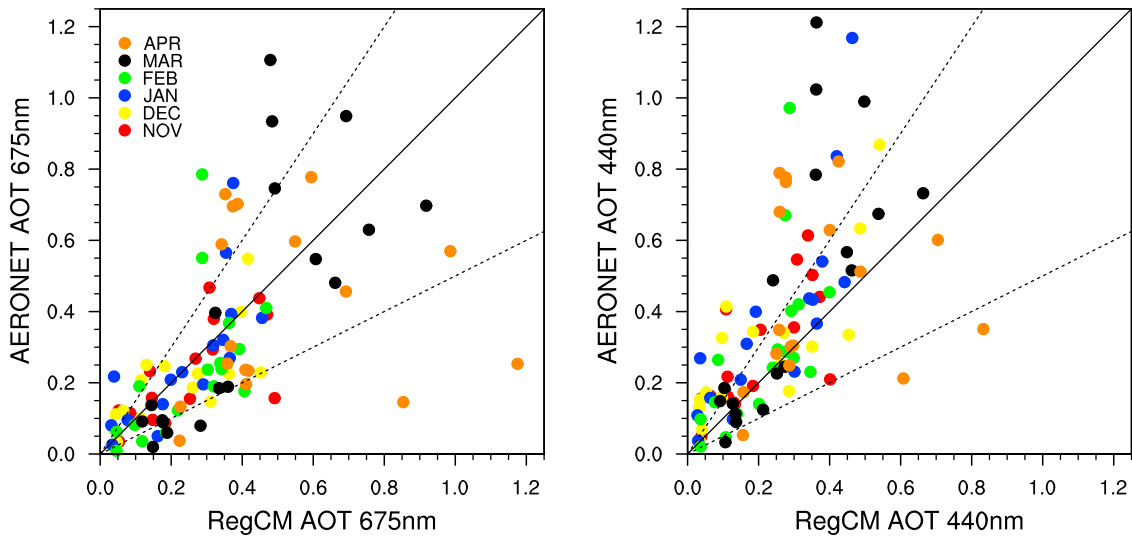 1.2
1.0
0.8
0.6
0.4
0.2
0.0
AERONET AOT 675nm
APR
MAR
FEB
JAN
DEC
NOV
0.0 0.2 0.4 0.6 0.8 1.0 1.2
RegCM AOT 675nm
1.2
1.0
0.8
0.6
0.4
0.2
0.0
AERONET AOT 440nm
0.0 0.2 0.4 0.6 0.8 1.0 1.2
RegCM AOT 440nm